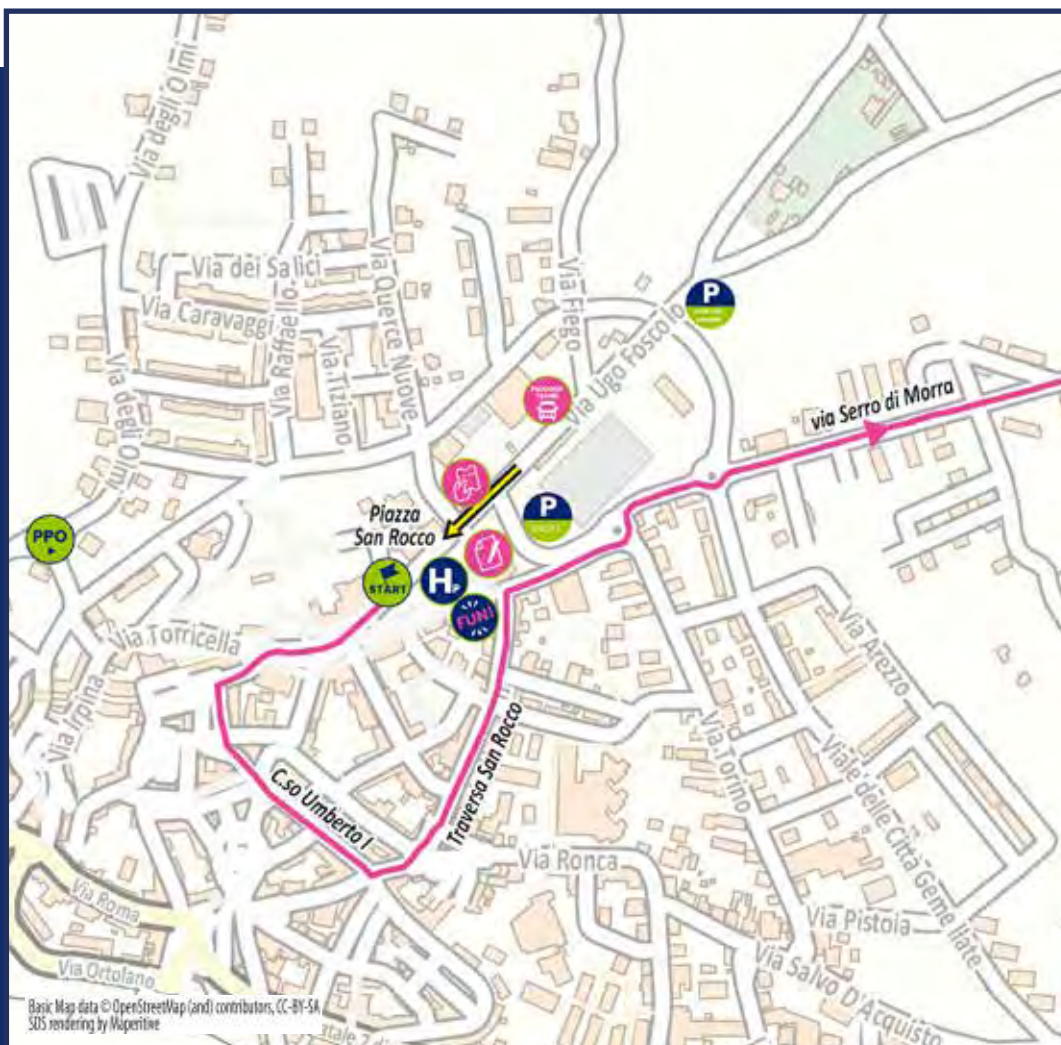 Via degli Olmi
Via dei Salici
Via Caravaggi
Via Raffaello
Via Tiziano
Via Querce Nuove
Via Fiego
Via Ugo Foscolo
P
via Serro di Morra
Via degli Olmi
PPO
Piazza
San Rocco
P
START
H
P
FUN!
Via Torricella
Via Irpina
C.so Umberto I
Traversa San Rocco
Via Torino
Via Arezzo
Viale delle Città Gemellate
Via Ronca
Via Pistoia
Via Salvo D'Acquisto
Via Roma
Via Ortolano
Basic Map data © OpenStreetMap (and) contributors, CC-BY-SA
SDS rendering by Maperitive